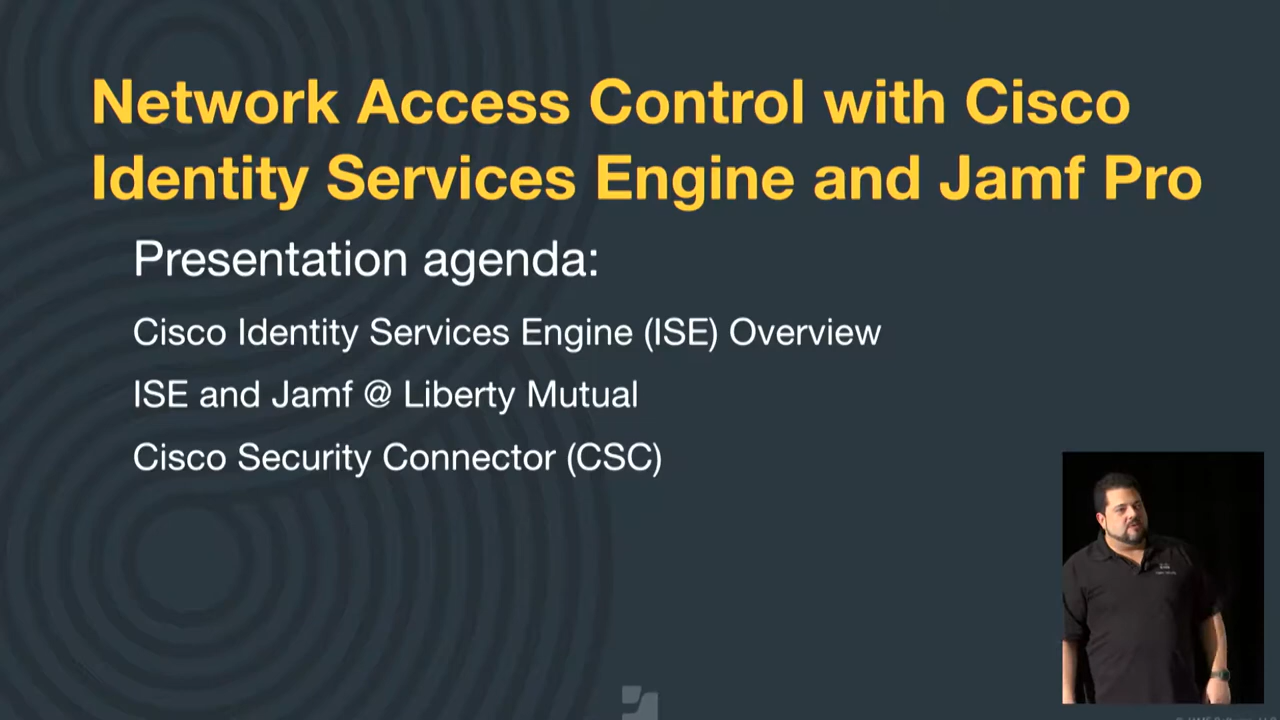 Network Access Control with Cisco
Identity Services Engine and Jamf Pro
Presentation agenda:
Cisco Identity Services Engine (ISE) Overview
ISE and Jamf @ Liberty Mutual
Cisco Security Connector (CSC)